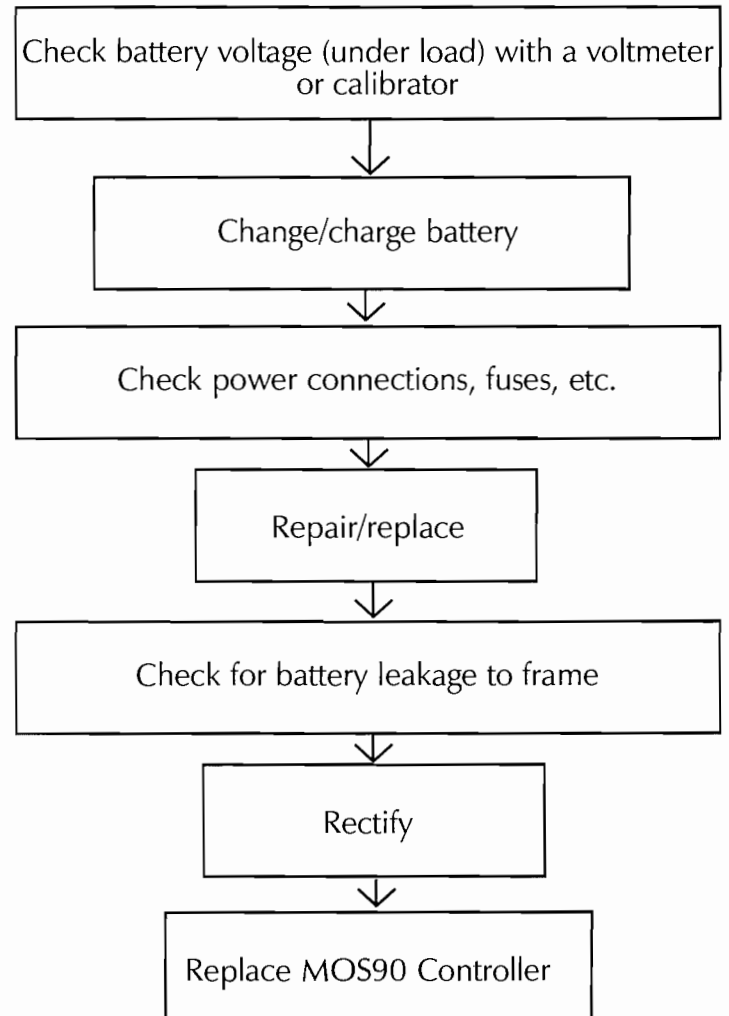 Check battery voltage (under load) with a voltmeter
or calibrator
Change/charge battery
Check power connections, fuses, etc.
Repair/replace
Check for battery leakage to frame
Rectify
Replace MOS90 Controller